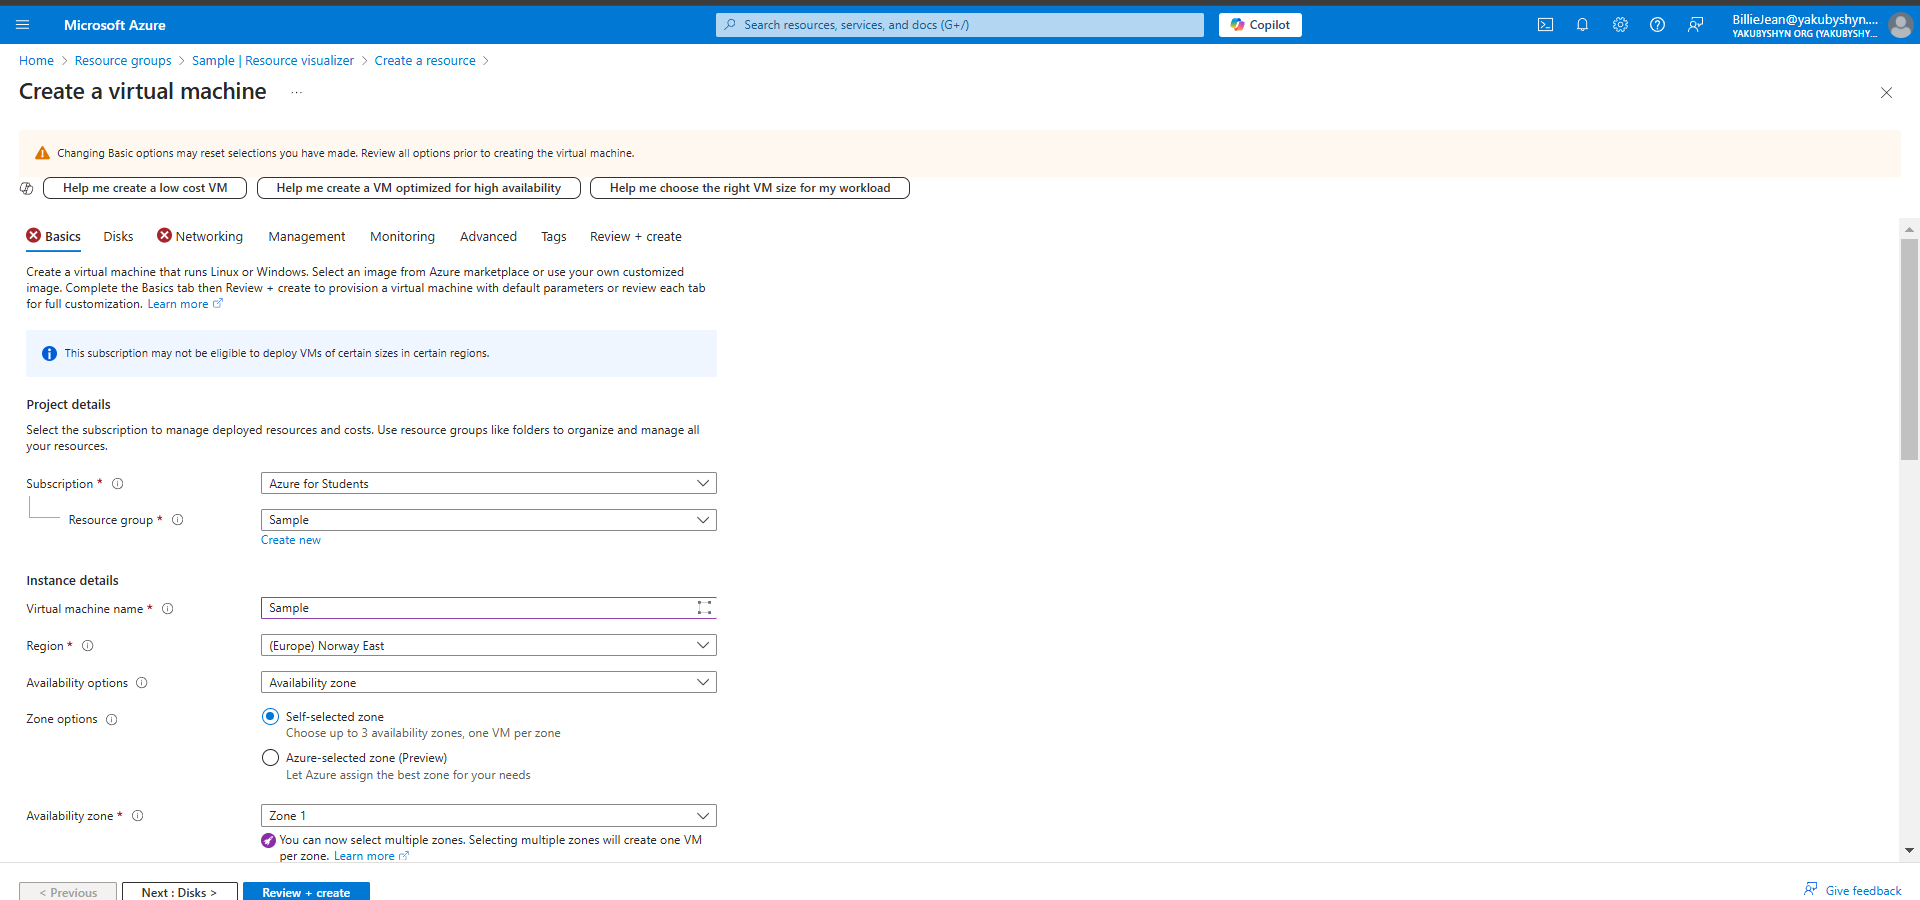 Microsoft Azure
Search resources, services, and docs (G+/)
Copilot
BillieJean@yakubyshyn....
YAKUBYSHYN ORG (YAKUBYSHY...
Home > Resource groups > Sample | Resource visualizer > Create a resource >
Create a virtual machine ...
Changing Basic options may reset selections you have made. Review all options prior to creating the virtual machine.
Help me create a low cost VM
Help me create a VM optimized for high availability
Help me choose the right VM size for my workload
Basics Disks Networking Management Monitoring Advanced Tags Review + create
Create a virtual machine that runs Linux or Windows. Select an image from Azure marketplace or use your own customized
image. Complete the Basics tab then Review + create to provision a virtual machine with default parameters or review each tab
for full customization. Learn more
This subscription may not be eligible to deploy VMs of certain sizes in certain regions.
Project details
Select the subscription to manage deployed resources and costs. Use resource groups like folders to organize and manage all
your resources.
Subscription * Azure for Students
Resource group * Sample
Create new
Instance details
Virtual machine name * Sample
Region * (Europe) Norway East
Availability options Availability zone
Zone options Self-selected zone
Choose up to 3 availability zones, one VM per zone
Azure-selected zone (Preview)
Let Azure assign the best zone for your needs
Availability zone * Zone 1
You can now select multiple zones. Selecting multiple zones will create one VM
per zone. Learn more
< Previous
Next : Disks >
Review + create
Give feedback